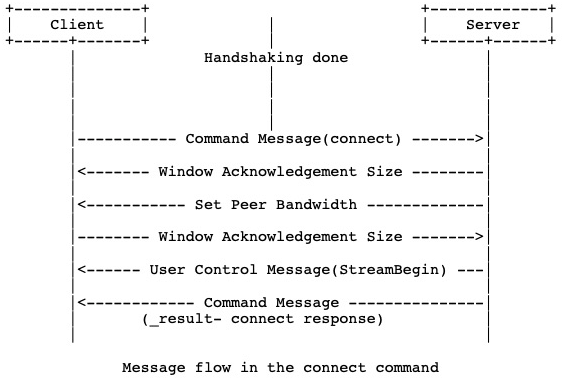 Client Server
Handshaking done
Command Message(connect)
Window Acknowledgement Size
Set Peer Bandwidth
Window Acknowledgement Size
User Control Message(StreamBegin)
Command Message
(_result- connect response)
Message flow in the connect command